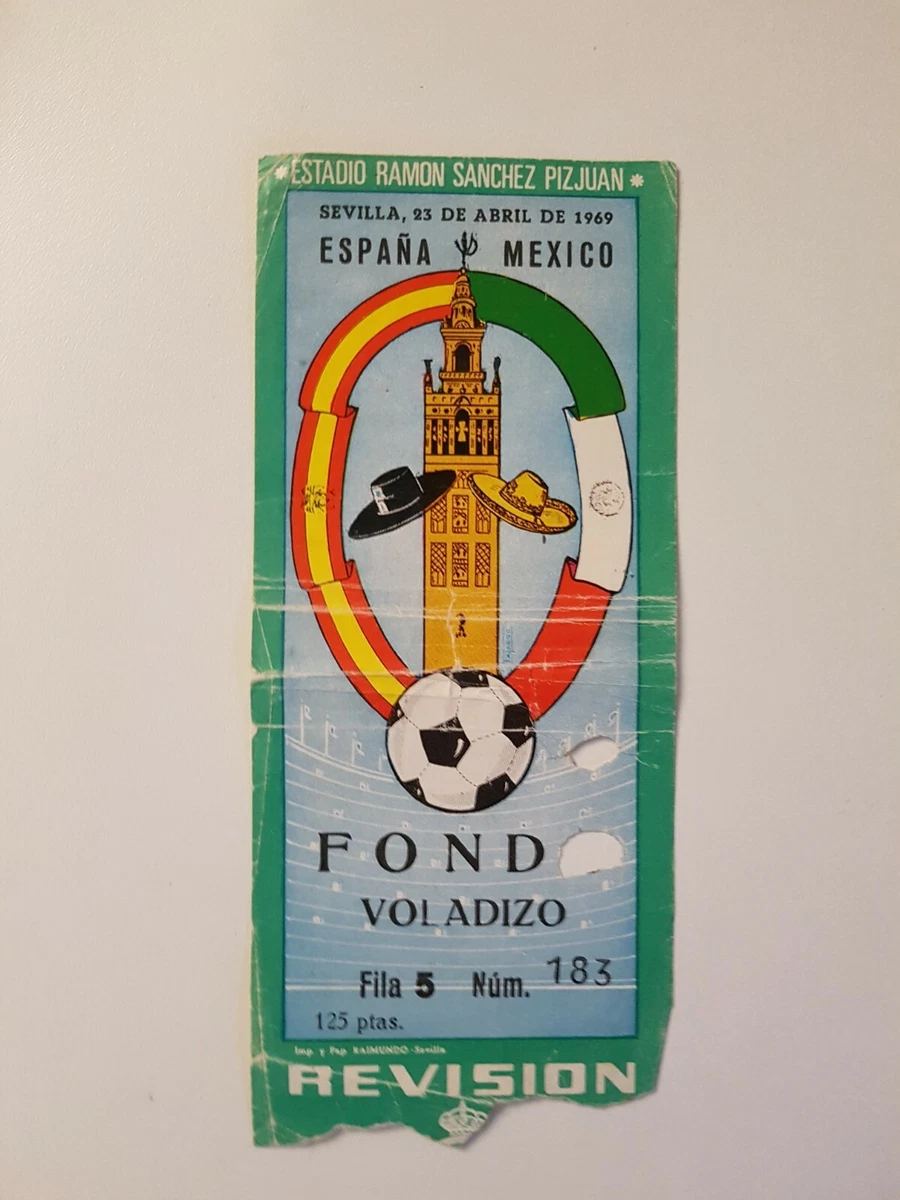 * ESTADIO RAMON SANCHEZ PIZJUAN *
SEVILLA, 23 DE ABRIL DE 1969
ESPAÑA MEXICO
FOND
VOLADIZO
Fila 5 Núm. 183
125 ptas.
Imp. y Pap. RAIMUNDO - Sevilla
REVISION